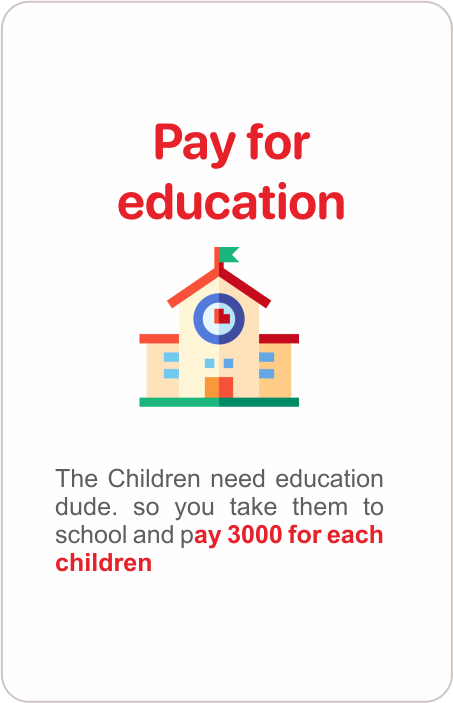 Pay for
education
The Children need education
dude. so you take them to
school and pay 3000 for each
children